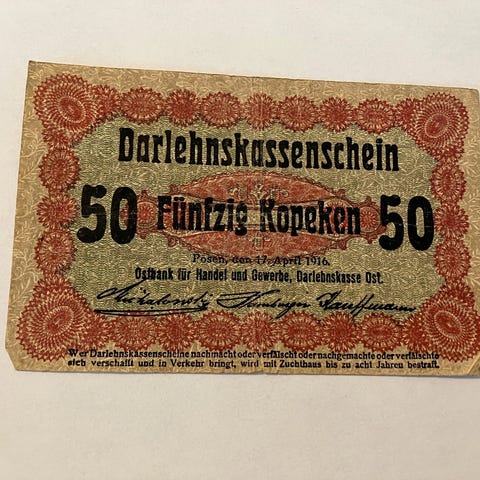 Darlehnskassenschein
50 Fünfzig Kopeken 50
Posen, den 17. April 1916.
Ostbank für Handel und Gewerbe, Darlehnskasse Ost.
Kauffmann
Wer Darlehnskassenscheine nachmacht oder verfälscht oder nachgemachte oder verfälschte
sich verschafft und in Verkehr bringt, wird mit Zuchthaus bis zu acht Jahren bestraft.